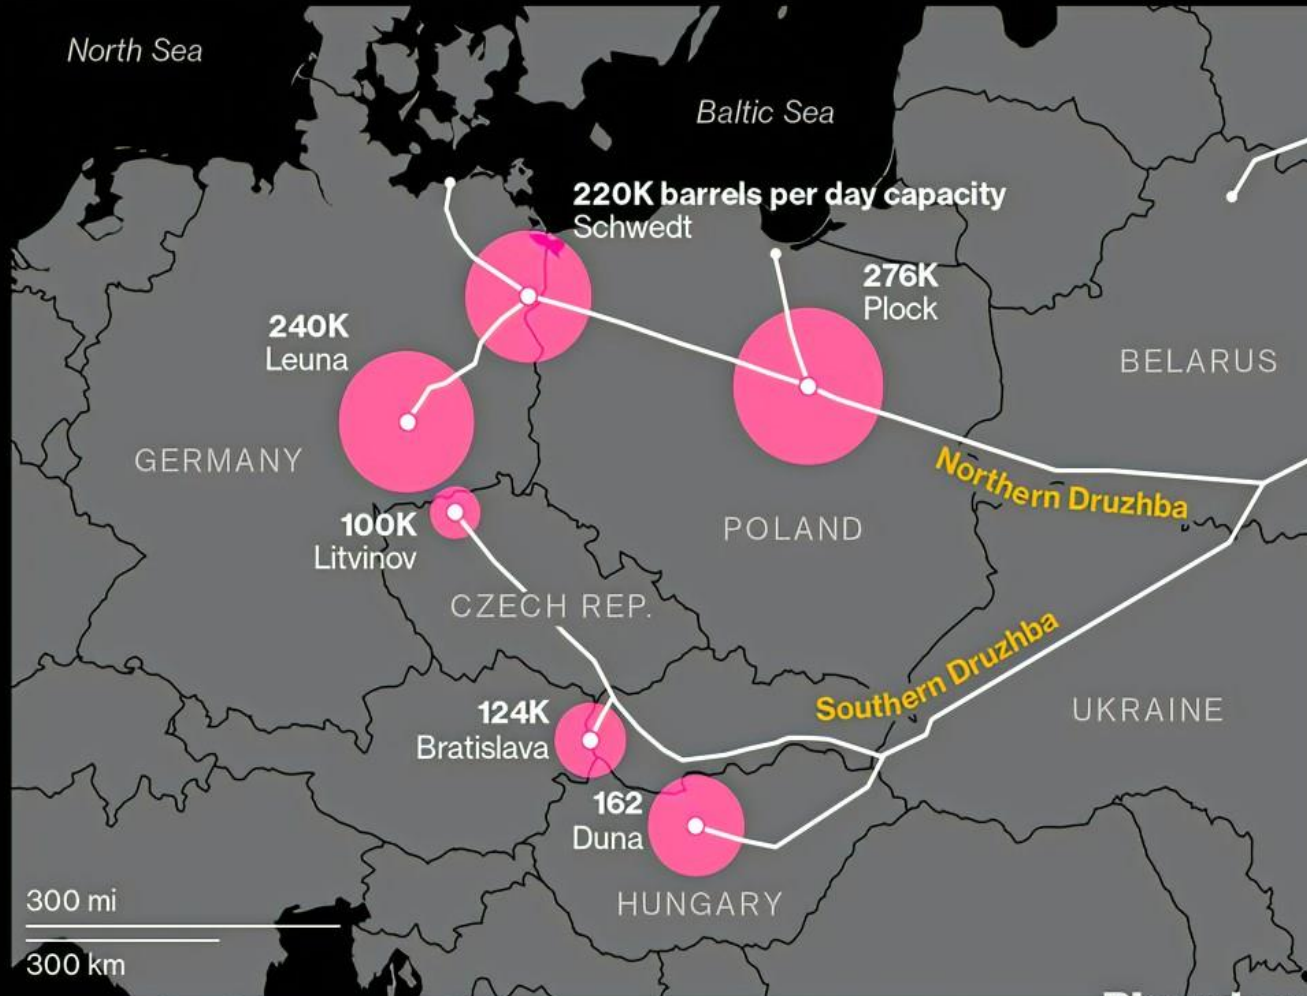 North Sea
Baltic Sea
220K barrels per day capacity
Schwedt
276K
Plock
240K
Leuna
BELARUS
GERMANY
Northern Druzhba
100K
Litvinov
POLAND
CZECH REP.
Southern Druzhba
124K
Bratislava
UKRAINE
162
Duna
HUNGARY
300 mi
300 km